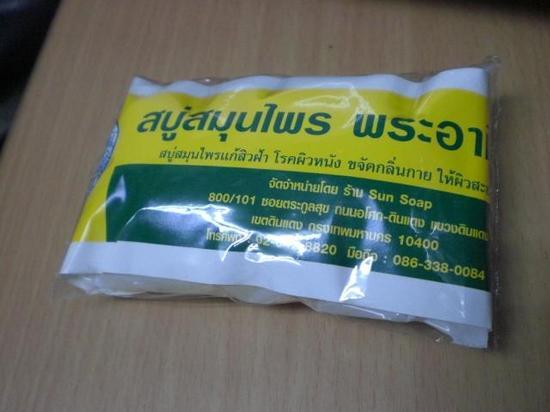 สบู่สมุนไพร พระอา
สบู่สมุนไพรแก้สิวฝ้า โรคผิวหนัง ขจัดกลิ่นกาย ให้ผิว
จัดจำหน่ายโดย ร้าน Sun Soap
800/101 ซอยตระกูลสุข ถนนอโศก-ดินแดง แขวงดินแดง
เขตดินแดง กรุงเทพมหานคร 10400
8820 มือถือ : 086-338-0084